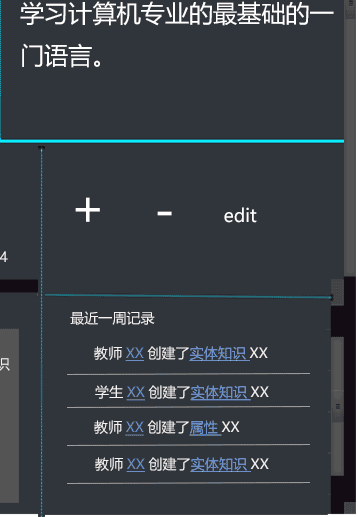 学习计算机专业的最基础的一
门语言。
+ - edit
4
最近一周记录
识
教师 XX 创建了实体知识 XX
学生 XX 创建了实体知识 XX
教师 XX 创建了属性 XX
教师 XX 创建了实体知识 XX